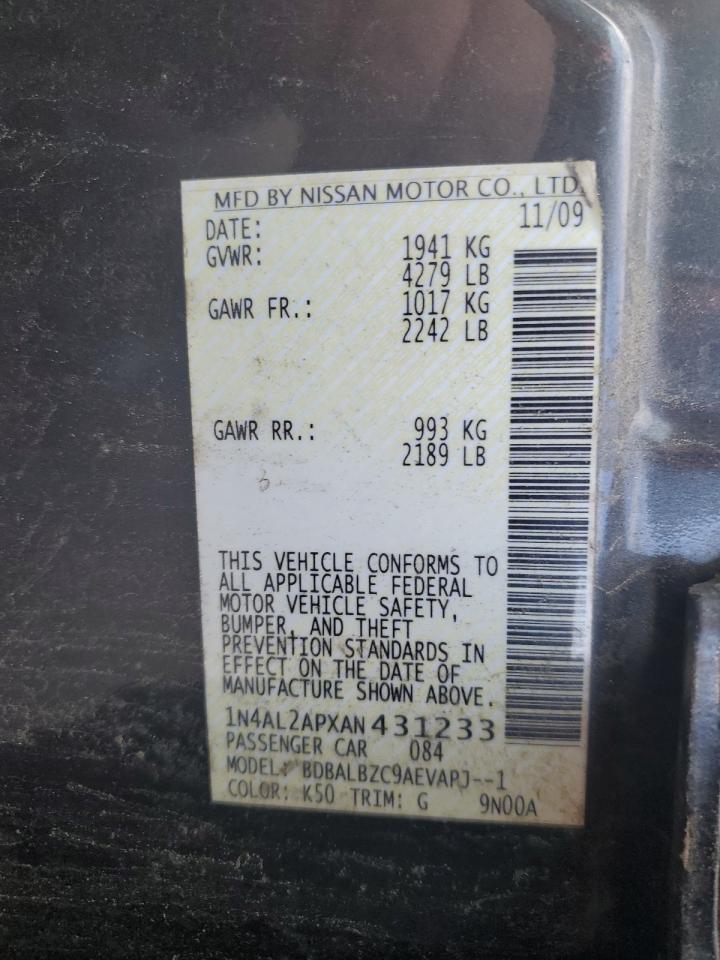 MFD BY NISSAN MOTOR CO., LTD.
DATE: 11/09
GVWR: 1941 KG
4279 LB
GAWR FR.: 1017 KG
2242 LB
GAWR RR.: 993 KG
2189 LB
THIS VEHICLE CONFORMS TO
ALL APPLICABLE FEDERAL
MOTOR VEHICLE SAFETY,
BUMPER, AND THEFT
PREVENTION STANDARDS IN
EFFECT ON THE DATE OF
MANUFACTURE SHOWN ABOVE.
1N4AL2APXAN 431233
PASSENGER CAR 084
MODEL: BDBALBZC9AEVAPJ--1
COLOR: K50 TRIM: G 9N00A